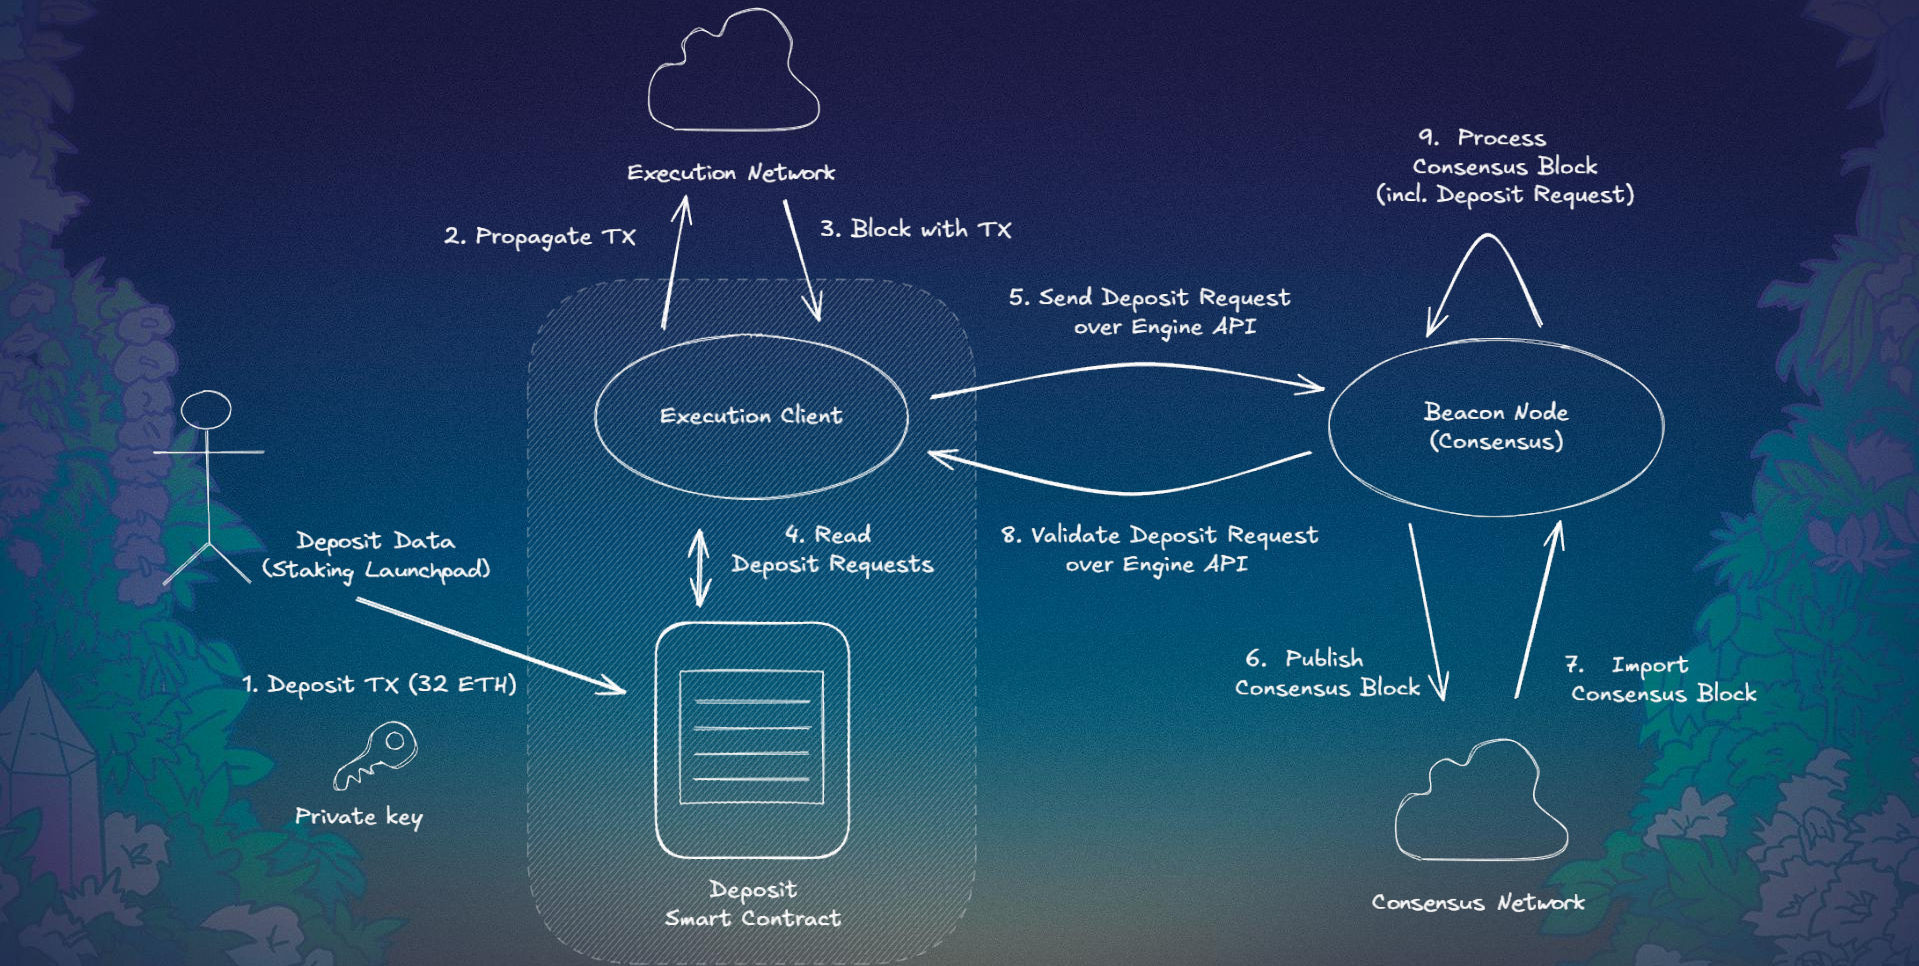 Execution Network
2. Propagate TX
3. Block with TX
9. Process
Consensus Block
(incl. Deposit Request)
5. Send Deposit Request
over Engine API
Execution Client
Beacon Node
(Consensus)
Deposit Data
(Staking Launchpad)
4. Read
Deposit Requests
8. Validate Deposit Request
over Engine API
1. Deposit TX (32 ETH)
6. Publish
Consensus Block
7. Import
Consensus Block
Private key
Deposit
Smart Contract
Consensus Network